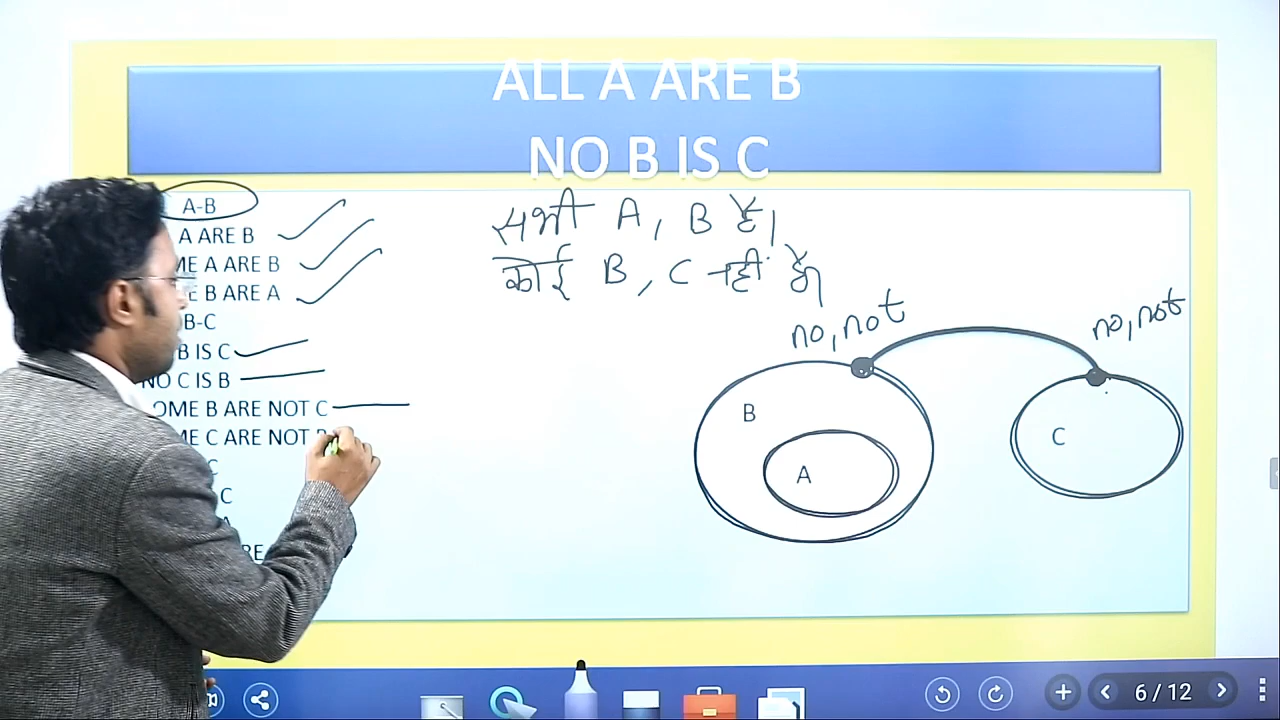 ALL A ARE B
NO B IS C
A-B
A ARE B
ME A ARE B
E B ARE A
B-C
B IS C
NO C IS B
OME B ARE NOT C
ME C ARE NOT
C
C
RE
सभी A, B हैं।
कोई B, C नहीं हैं।
no, not
no, not
B
A
C
6 / 12